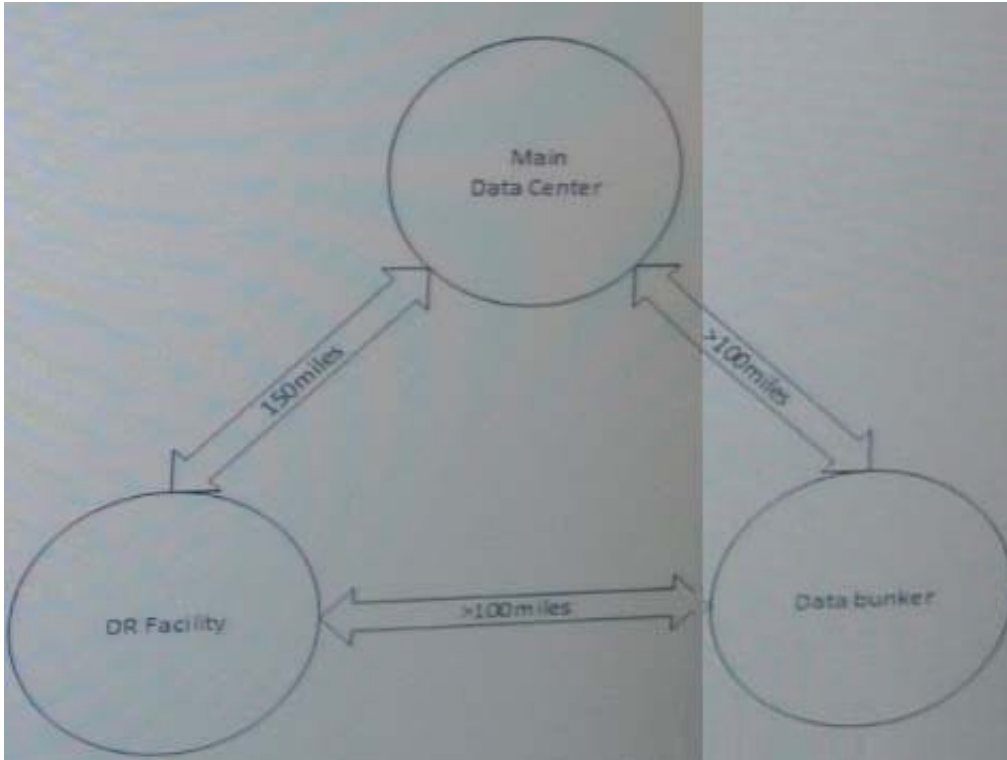 Main
Data Center
150miles
>100miles
DR Facility
>100miles
Data bunker